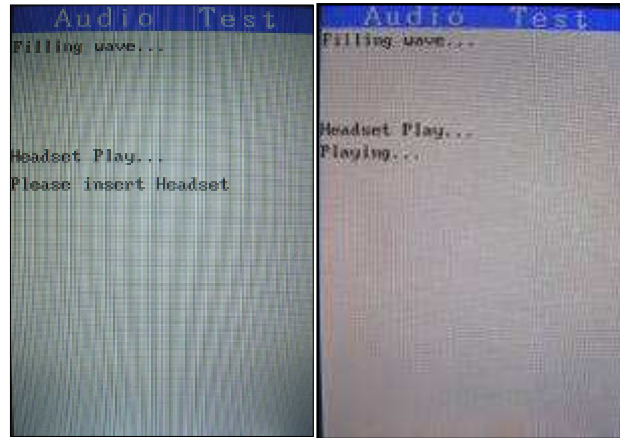 Audio Test
Filling wave...
Headset Play...
Please insert Headset
Audio Test
Filling wave...
Headset Play...
Playing...